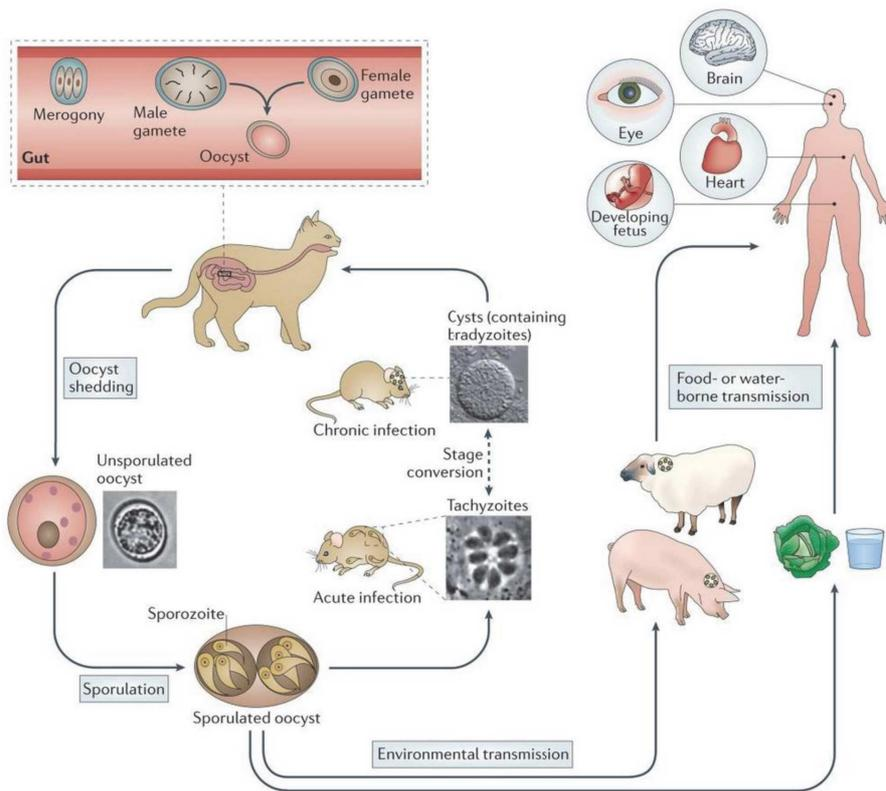 Merogony
Male
gamete
Female
gamete
Oocyst
Gut
Brain
Eye
Heart
Developing
fetus
Oocyst
shedding
Cysts (containing
bradyzoites)
Chronic infection
Stage
conversion
Food- or water-
borne transmission
Unsporulated
oocyst
Tachyzoites
Acute infection
Sporozoite
Sporulation
Sporulated oocyst
Environmental transmission